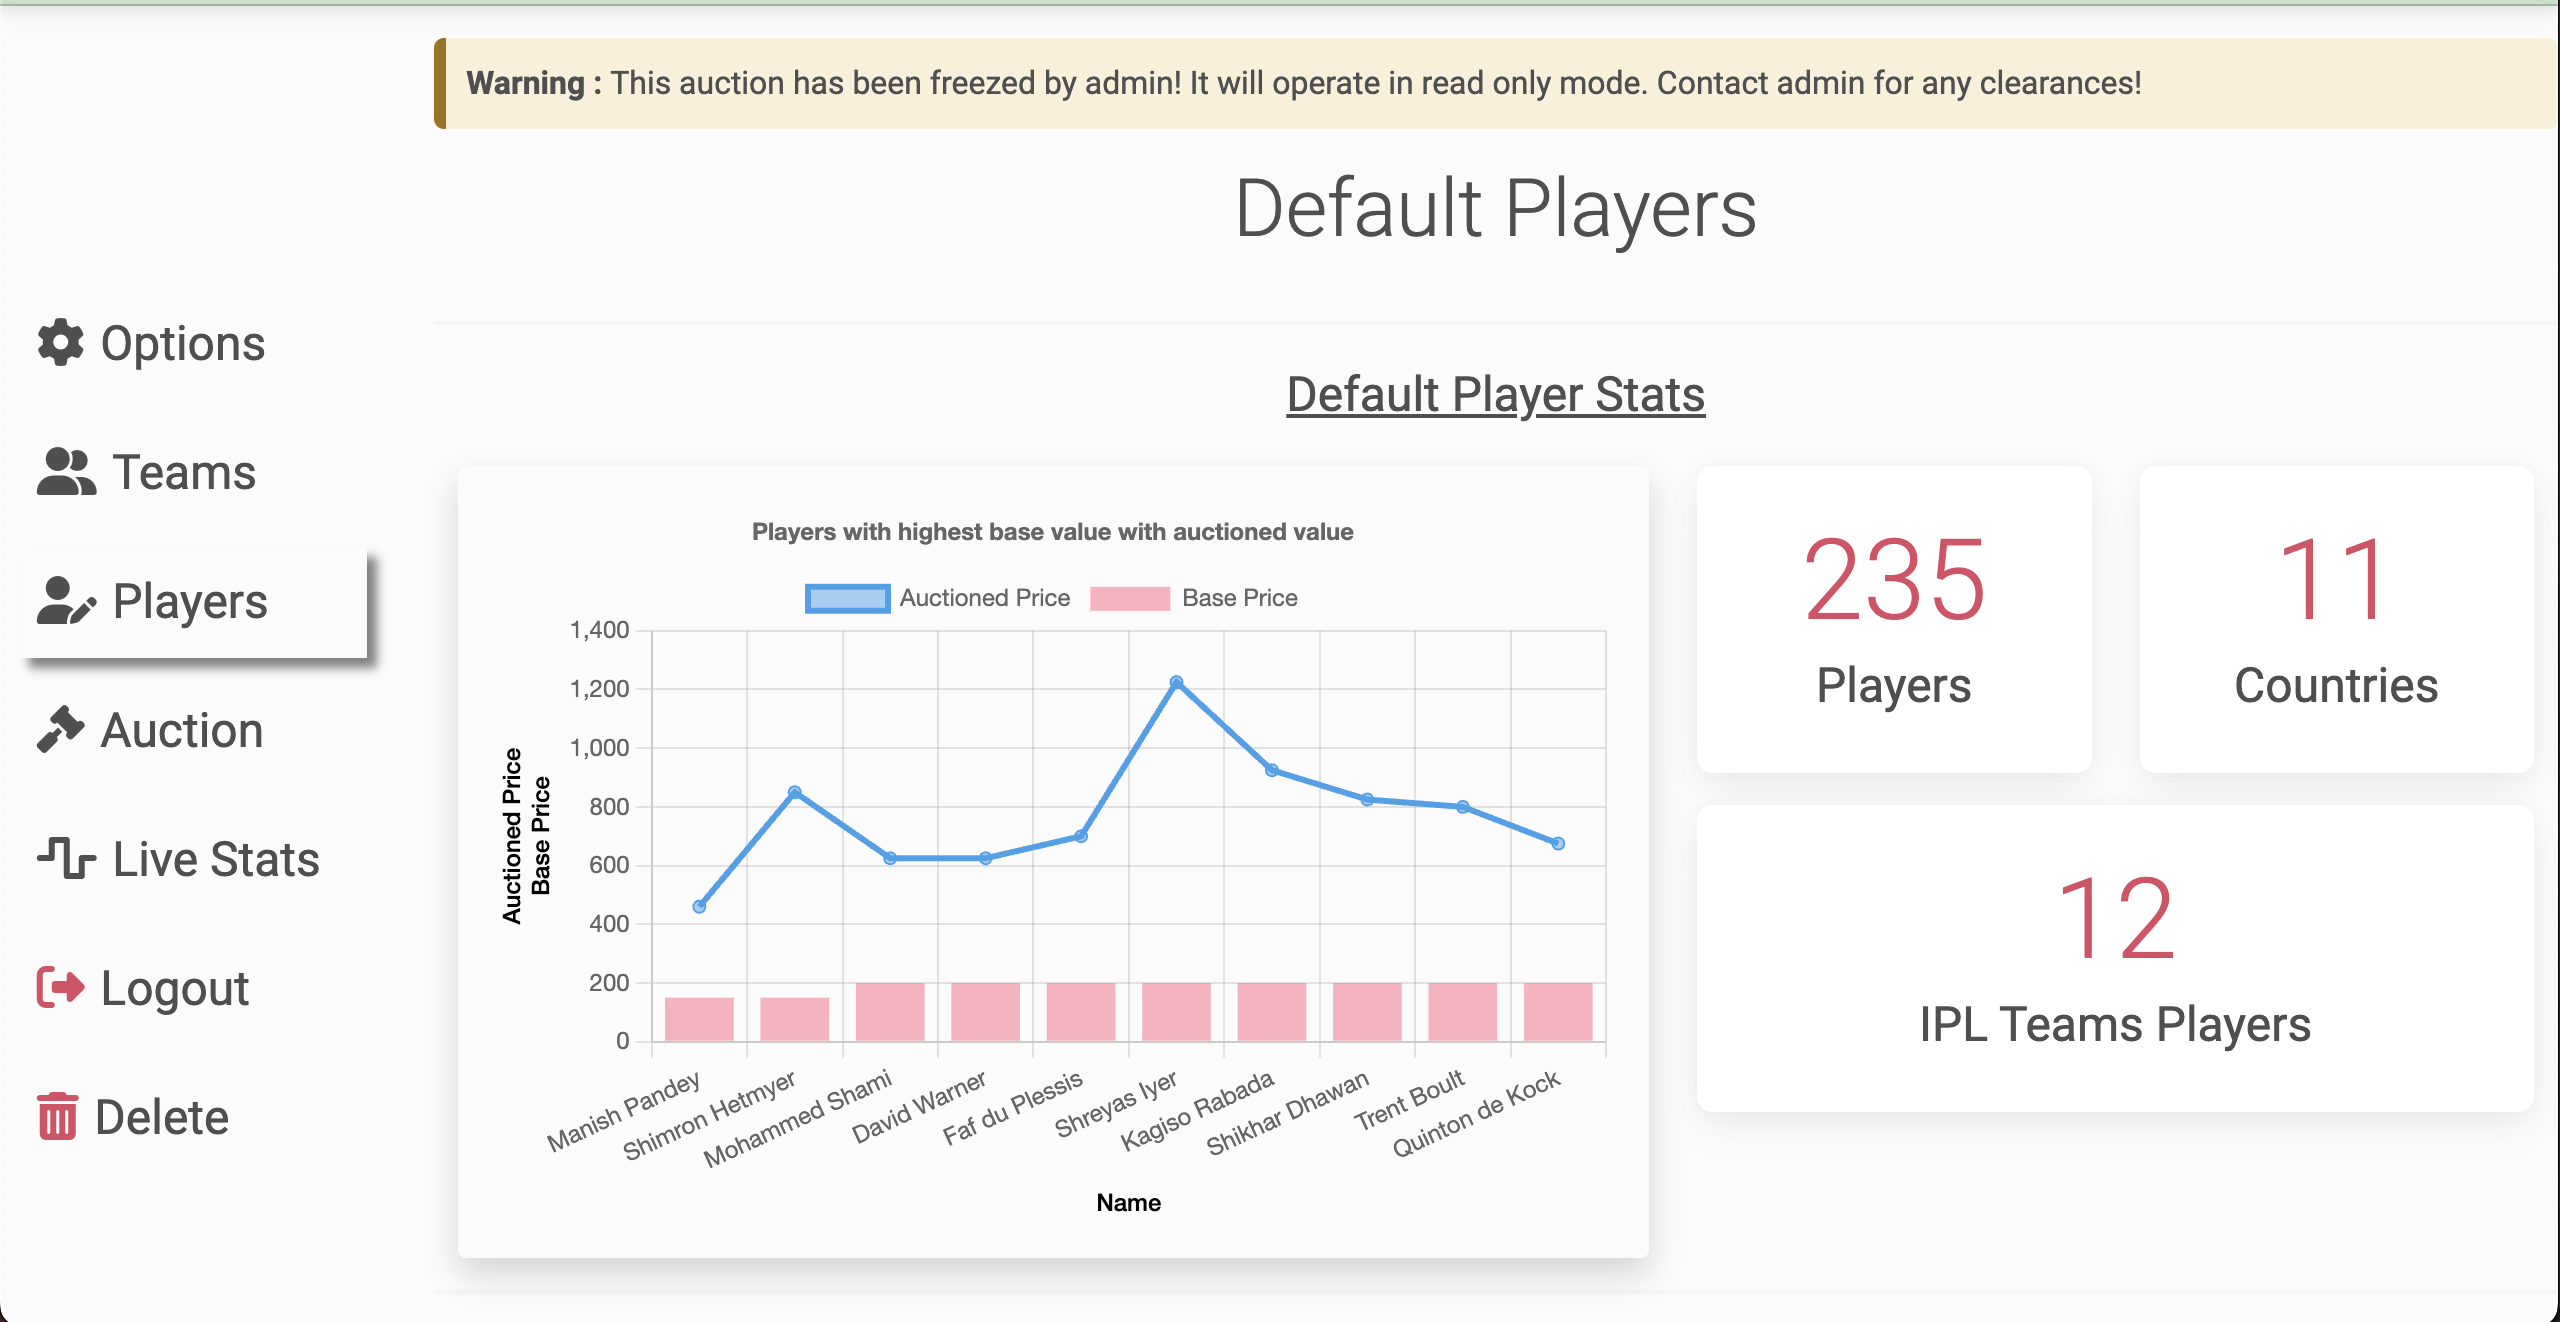 Warning : This auction has been freezed by admin! It will operate in read only mode. Contact admin for any clearances!
Default Players
Options
Teams
Players
Auction
Live Stats
Logout
Delete
Default Player Stats
Players with highest base value with auctioned value
Auctioned Price
Base Price
1,400
1,200
1,000
800
600
400
200
0
Auctioned Price
Base Price
Manish Pandey
Shimron Hetmyer
Mohammed Shami
David Warner
Faf du Plessis
Shreyas Iyer
Kagiso Rabada
Shikhar Dhawan
Trent Boult
Quinton de Kock
Name
235
Players
11
Countries
12
IPL Teams Players